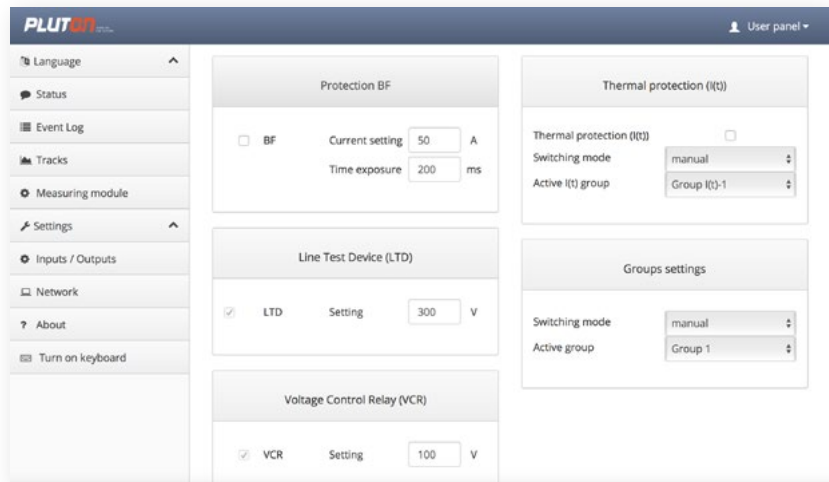 PLUTON
User panel
Language
Status
Event Log
Tracks
Measuring module
Settings
Inputs / Outputs
Network
? About
Turn on keyboard
Protection BF
BF Current setting 50 A
Time exposure 200 ms
Line Test Device (LTD)
LTD Setting 300 V
Voltage Control Relay (VCR)
VCR Setting 100 V
Thermal protection (I(t))
Thermal protection (I(t))
Switching mode manual
Active I(t) group Group I(t)-1
Groups settings
Switching mode manual
Active group Group 1